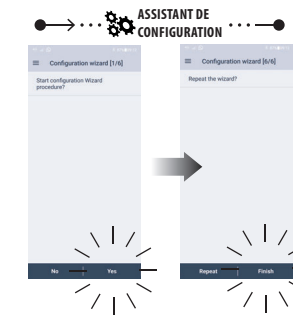 ASSISTANT DE
CONFIGURATION
Configuration wizard [1/6]
Start configuration Wizard
procedure?
No
Yes
Configuration wizard [6/6]
Repeat the wizard?
Repeat
Finish